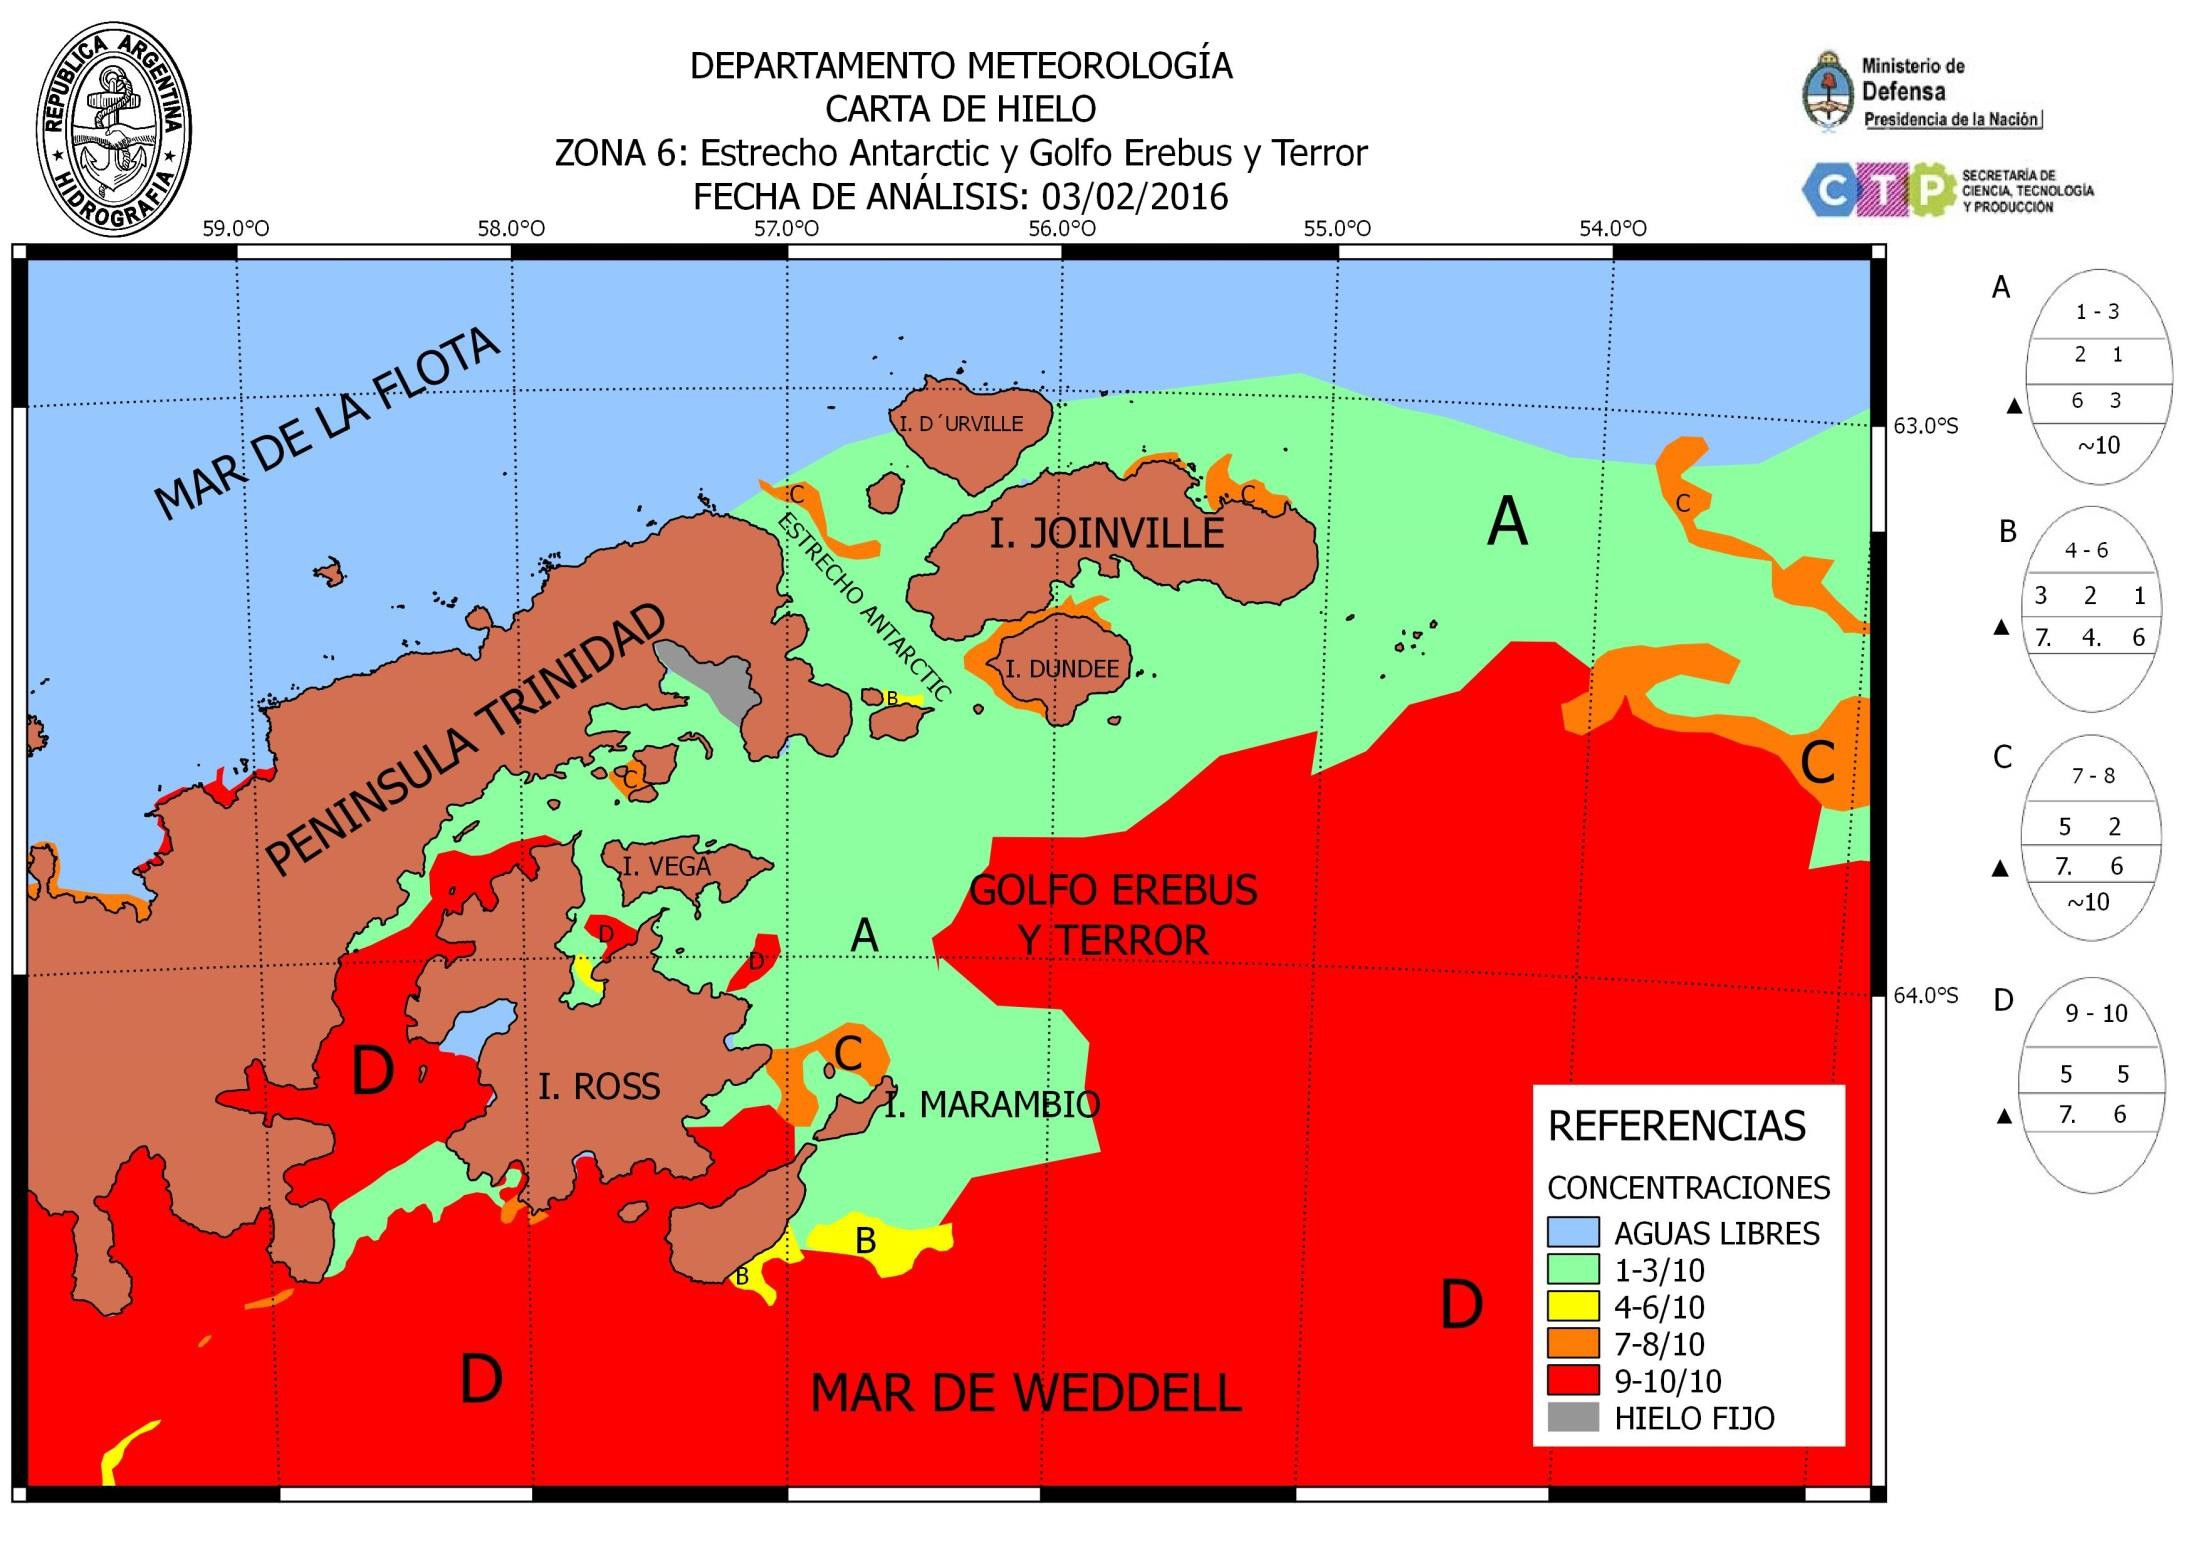 REPUBLICA ARGENTINA
★ HIDROGRAFIA ★
DEPARTAMENTO METEOROLOGÍA
CARTA DE HIELO
ZONA 6: Estrecho Antarctic y Golfo Erebus y Terror
FECHA DE ANÁLISIS: 03/02/2016
Ministerio de
Defensa
Presidencia de la Nación
CTP
SECRETARÍA DE
CIENCIA, TECNOLOGÍA
Y PRODUCCIÓN
59.0°O 58.0°O 57.0°O 56.0°O 55.0°O 54.0°O
63.0°S
64.0°S
MAR DE LA FLOTA
I. D´URVILLE
C
ESTRECHO ANTARCTIC
I. JOINVILLE
C
A
C
PENINSULA TRINIDAD
I. DUNDEE
B
C
C
I. VEGA
GOLFO EREBUS
Y TERROR
D
D
A
D
I. ROSS
C
I. MARAMBIO
B
B
D
D
MAR DE WEDDELL
REFERENCIAS
CONCENTRACIONES
AGUAS LIBRES
1-3/10
4-6/10
7-8/10
9-10/10
HIELO FIJO
A
1 - 3
2 1
▲ 6 3
~10
B
4 - 6
3 2 1
▲ 7. 4. 6
C
7 - 8
5 2
▲ 7. 6
~10
D
9 - 10
5 5
▲ 7. 6